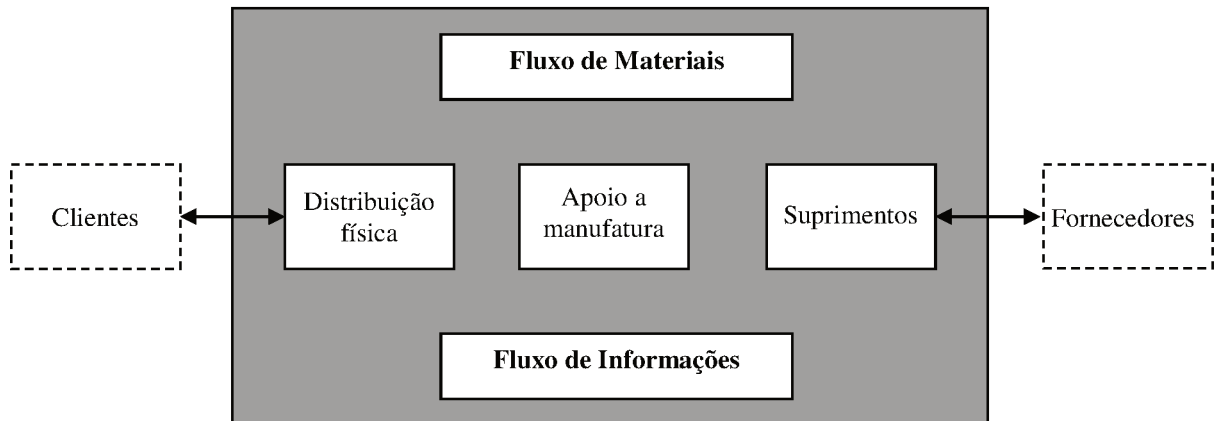 Fluxo de Materiais
Clientes
Distribuição
física
Apoio a
manufatura
Suprimentos
Fornecedores
Fluxo de Informações